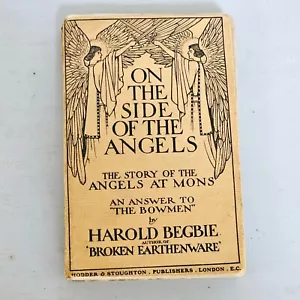 ON
THE
SIDE
OF THE
ANGELS
THE STORY OF THE
ANGELS AT MONS
AN ANSWER TO
"THE BOWMEN"
by
HAROLD BEGBIE
AUTHOR OF
'BROKEN EARTHENWARE'
HODDER & STOUGHTON . PUBLISHERS . LONDON . E.C.